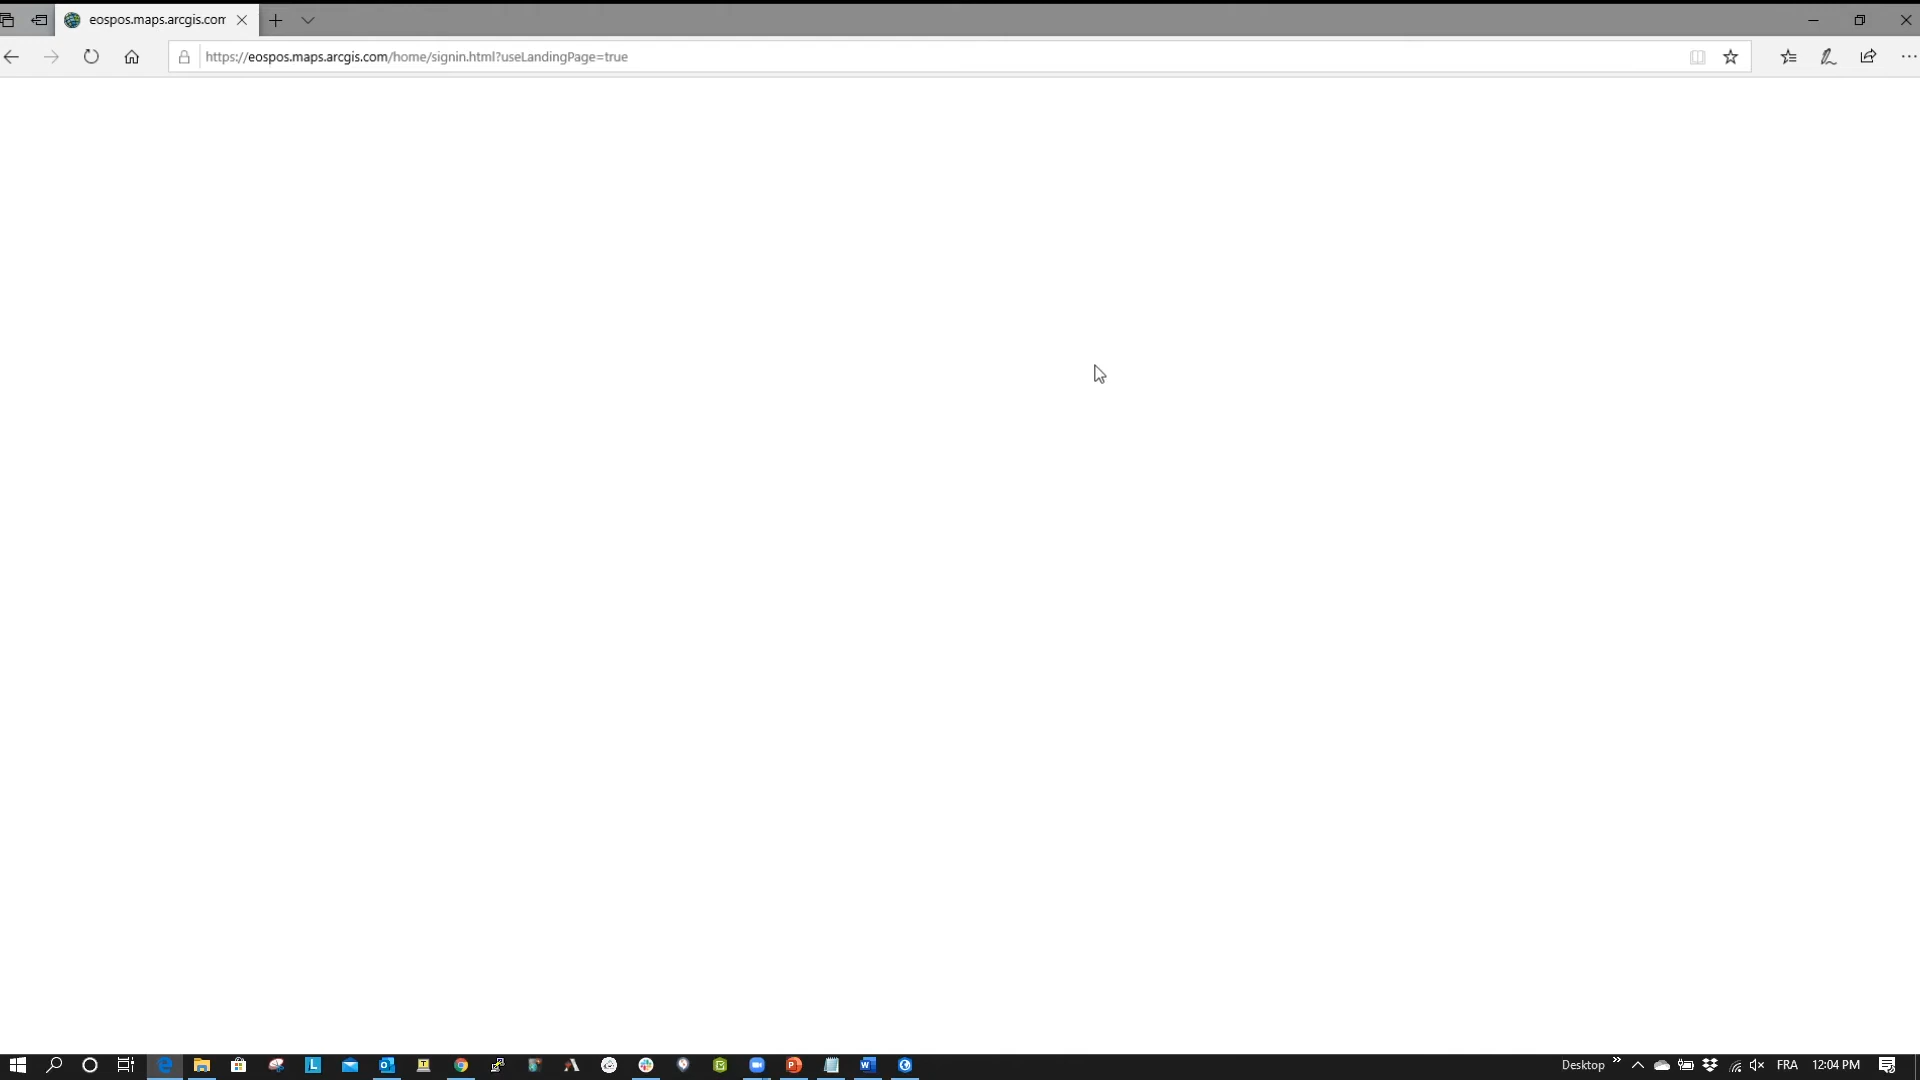 eospos.maps.arcgis.com
https://eospos.maps.arcgis.com/home/signin.html?useLandingPage=true
Desktop
FRA
12:04 PM